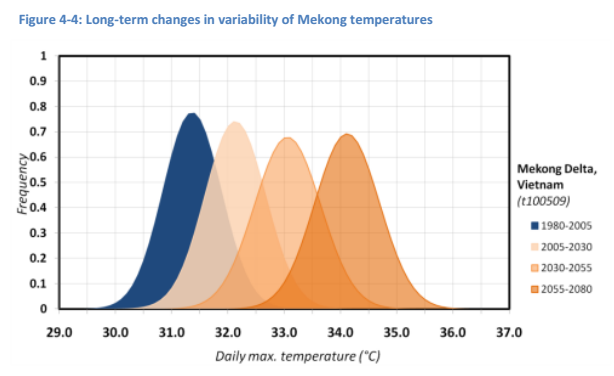 Figure 4-4: Long-term changes in variability of Mekong temperatures
1
0.9
0.8
0.7
0.6
0.5
0.4
0.3
0.2
0.1
0
Frequency
29.0 30.0 31.0 32.0 33.0 34.0 35.0 36.0 37.0
Daily max. temperature (°C)
Mekong Delta,
Vietnam
(t100509)
1980-2005
2005-2030
2030-2055
2055-2080